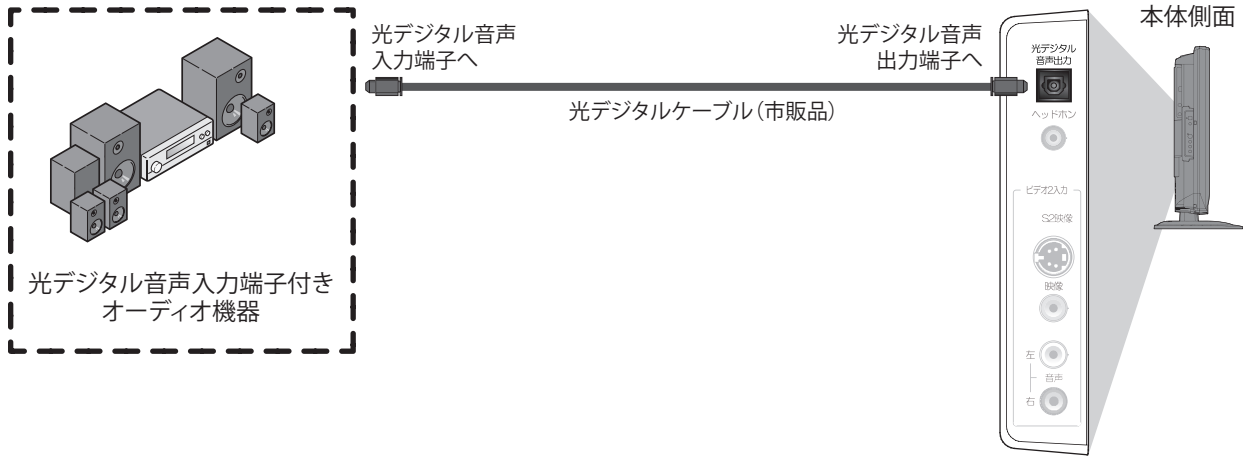 本体側面
光デジタル音声
入力端子へ
光デジタル音声
出力端子へ
光デジタルケーブル（市販品）
光デジタル音声入力端子付き
オーディオ機器
光デジタル
音声出力
ヘッドホン
ビデオ2入力
S2映像
映像
左
音声
右